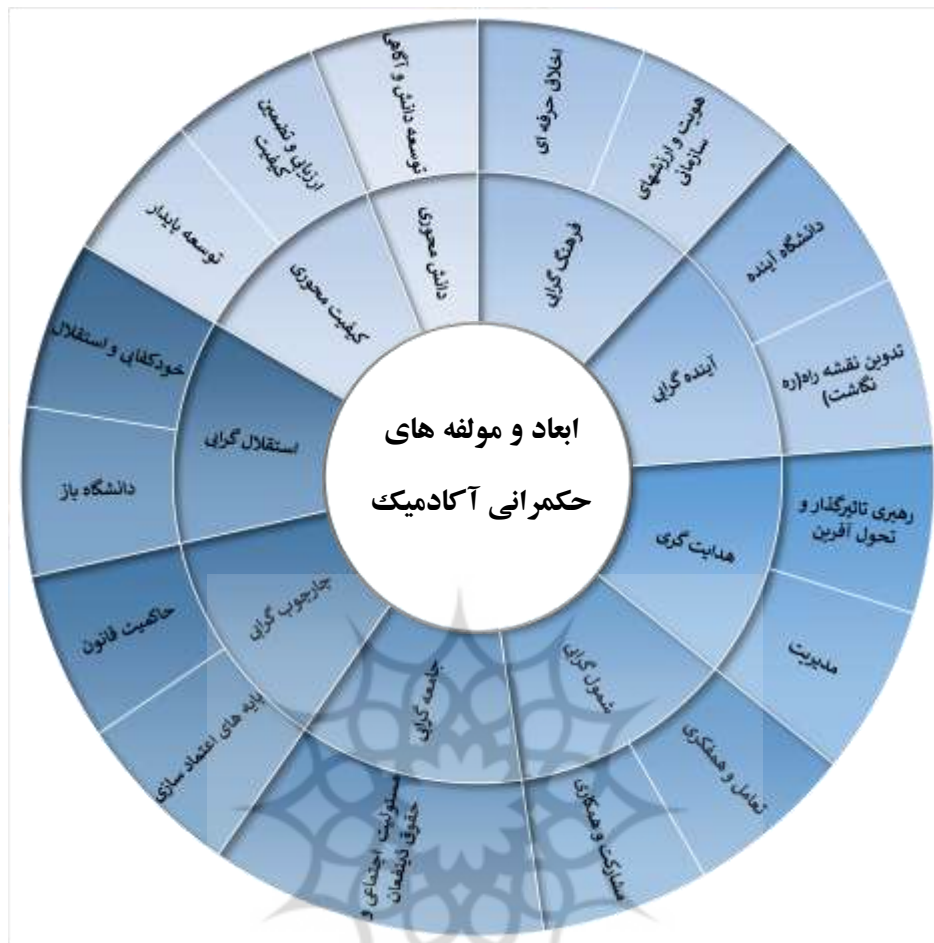 ابعاد و مولفه های
حکمرانی آکادمیک
فرهنگ گرایی
اخلاق حرفه ای
هویت و ارزشهای
سازمانی
آینده گرایی
دانشگاه آینده
تدوین نقشه راه(ره
نگاشت)
هدایت گری
رهبری تاثیرگذار و
تحول آفرین
مدیریت
شمول گرایی
تعامل و همفکری
مشارکت و همکاری
جامعه گرایی
مسئولیت اجتماعی و
حقوق ذینفعان
چارچوب گرایی
پایه های اعتماد سازی
حاکمیت قانون
استقلال گرایی
دانشگاه باز
خودکفایی و استقلال
کیفیت محوری
توسعه پایدار
ارزیابی و تضمین
کیفیت
دانش محوری
توسعه دانش و آگاهی